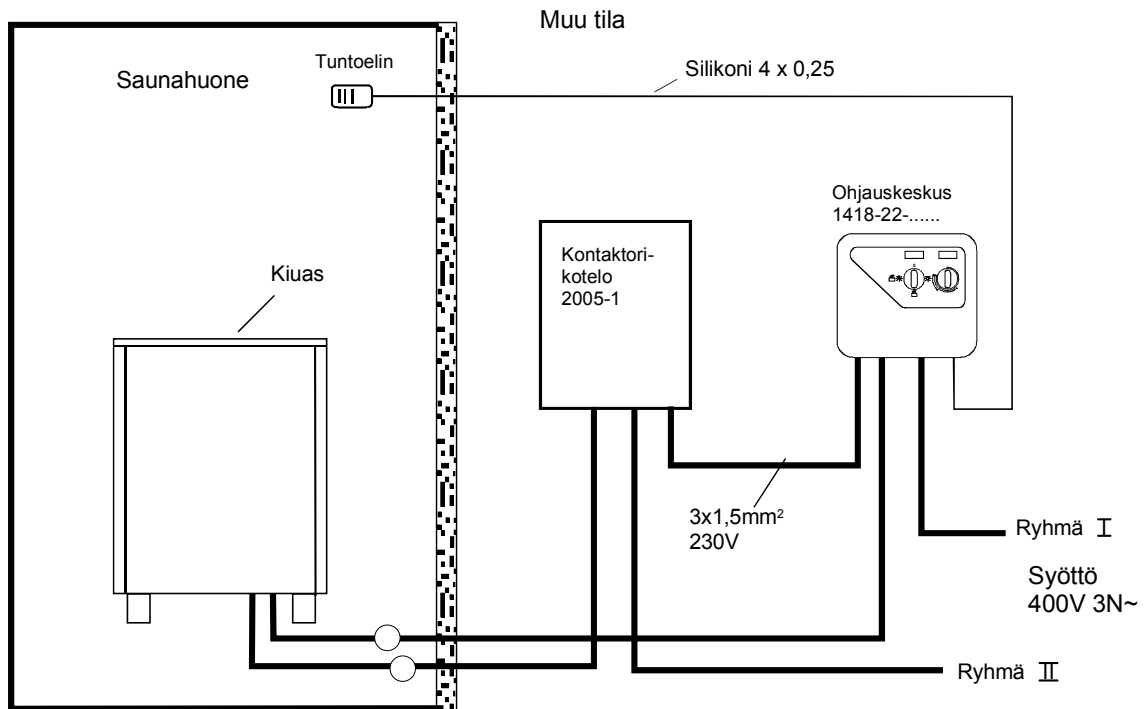 Muu tila
Saunahuone
Tuntoelin
Silikoni 4 x 0,25
Ohjauskeskus
1418-22-......
Kontaktori-
kotelo
2005-1
Kiuas
3x1,5mm²
230V
Ryhmä I
Syöttö
400V 3N~
Ryhmä II